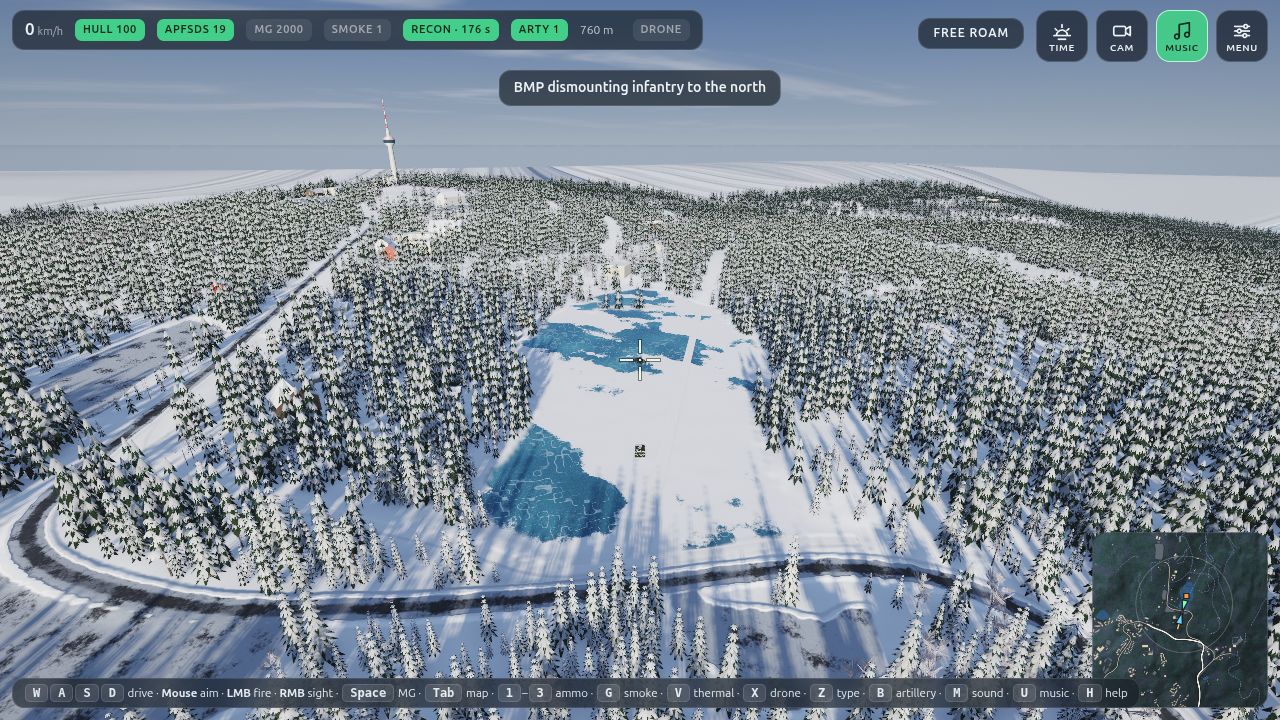 0 km/h HULL 100 APFSDS 19 MG 2000 SMOKE 1 RECON · 176 s ARTY 1 760 m DRONE
FREE ROAM
TIME
CAM
MUSIC
MENU
BMP dismounting infantry to the north
W A S D drive · Mouse aim · LMB fire · RMB sight · Space MG · Tab map · 1 – 3 ammo · G smoke · V thermal · X drone · Z type · B artillery · M sound · U music · H help